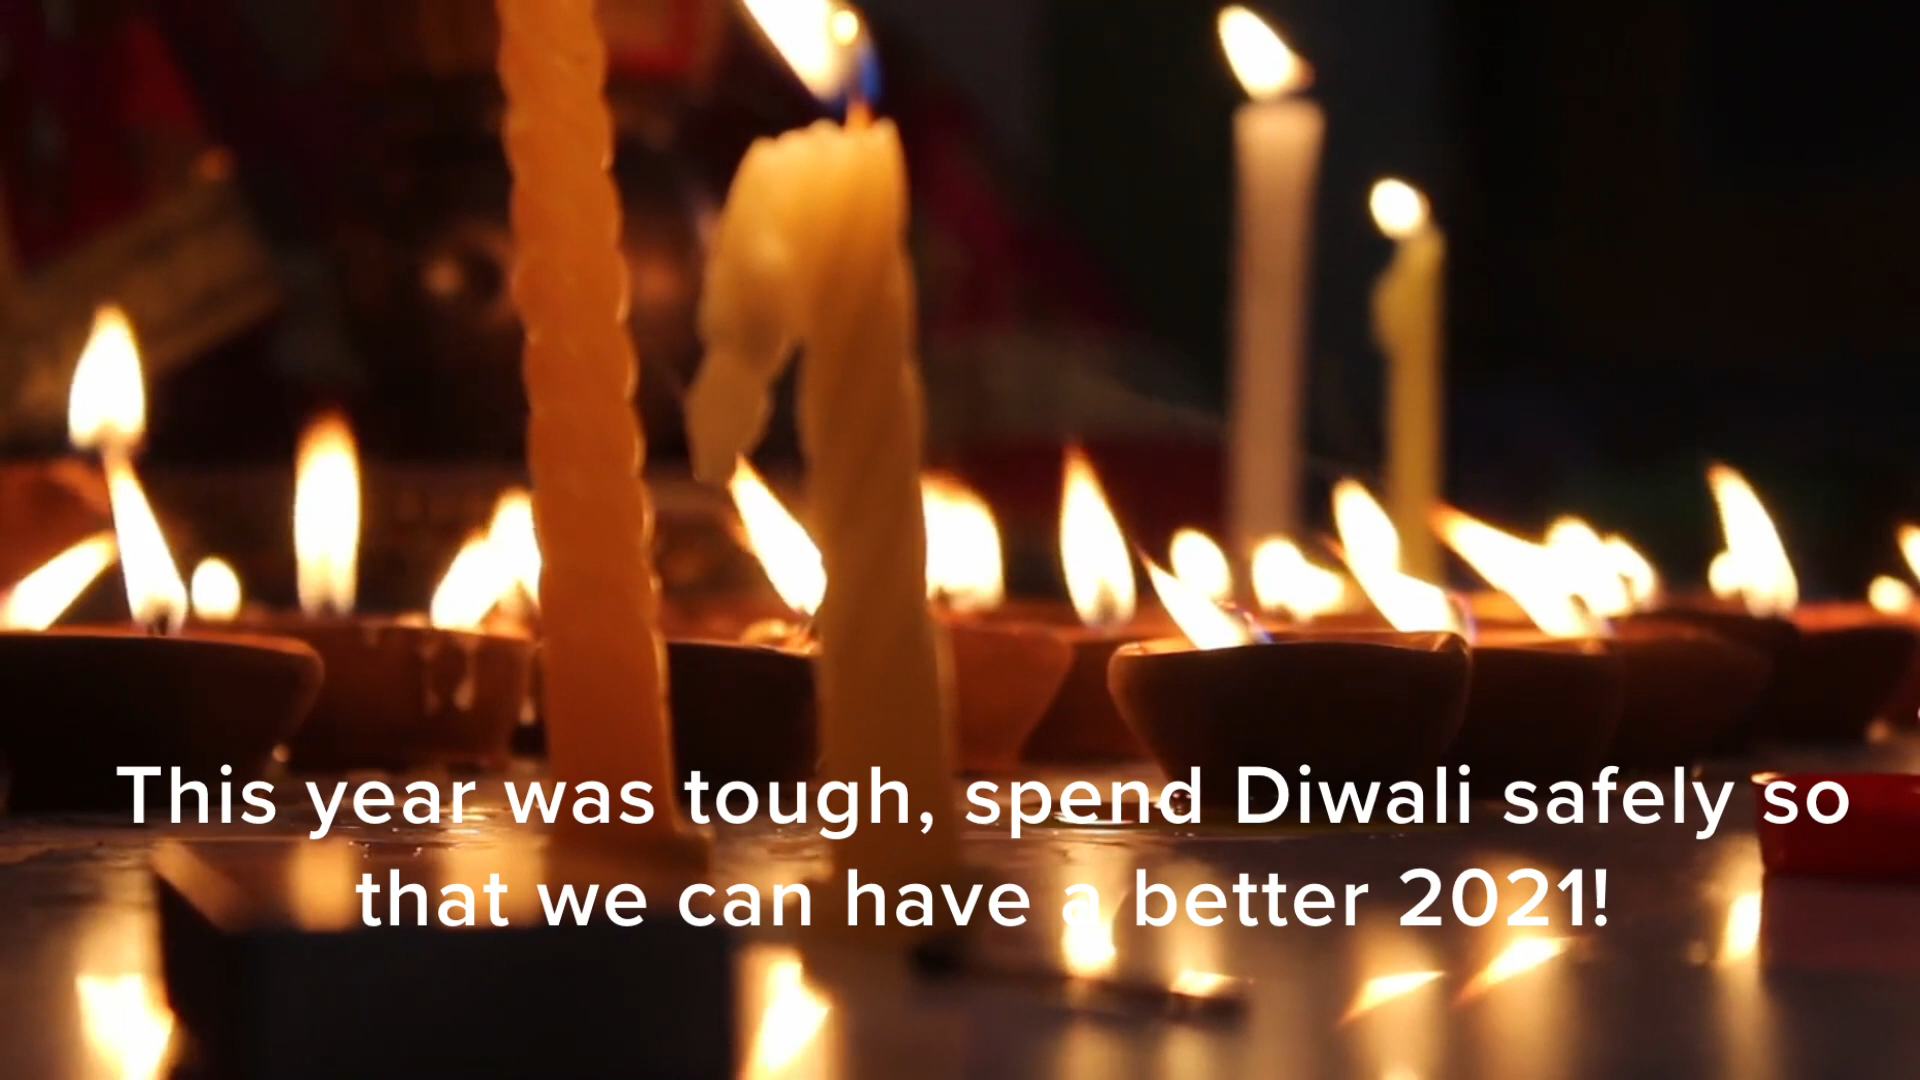 This year was tough, spend Diwali safely so
that we can have a better 2021!